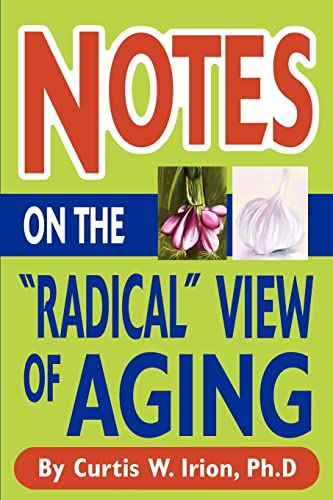 NOTES
ON THE
"RADICAL" VIEW
OF AGING
By Curtis W. Irion, Ph.D